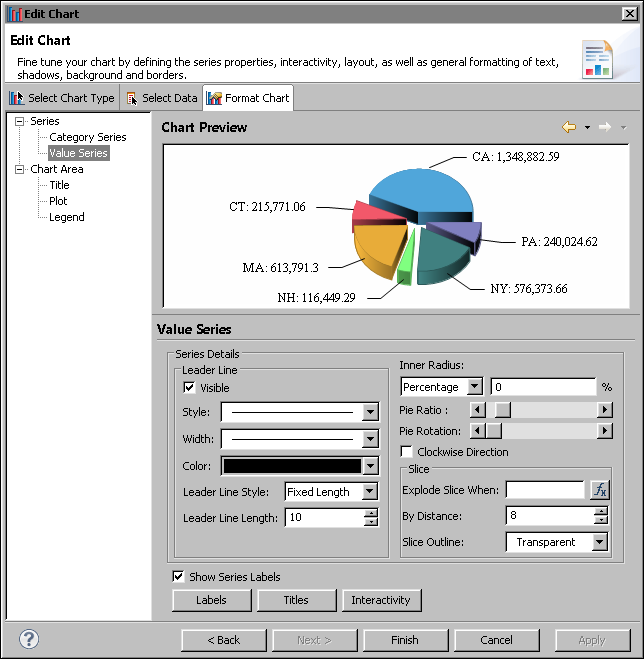 Edit Chart
Edit Chart
Fine tune your chart by defining the series properties, interactivity, layout, as well as general formatting of text,
shadows, background and borders.
Select Chart Type
Select Data
Format Chart
Series
Category Series
Value Series
Chart Area
Title
Plot
Legend
Chart Preview
CA: 1,348,882.59
CT: 215,771.06
PA: 240,024.62
MA: 613,791.3
NY: 576,373.66
NH: 116,449.29
Value Series
Series Details
Leader Line
Visible
Style:
Width:
Color:
Leader Line Style: Fixed Length
Leader Line Length: 10
Inner Radius:
Percentage 0 %
Pie Ratio :
Pie Rotation:
Clockwise Direction
Slice
Explode Slice When: fx
By Distance: 8
Slice Outline: Transparent
Show Series Labels
Labels Titles Interactivity
? < Back Next > Finish Cancel Apply